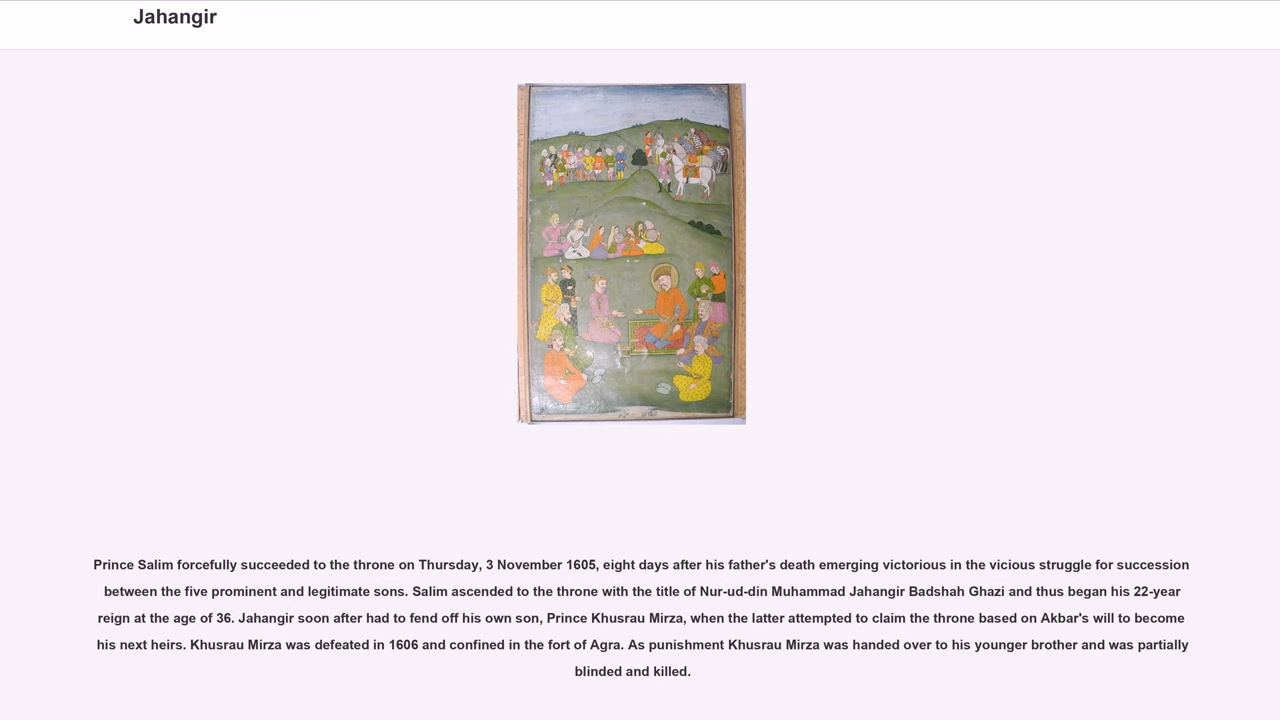 Jahangir
Prince Salim forcefully succeeded to the throne on Thursday, 3 November 1605, eight days after his father's death emerging victorious in the vicious struggle for succession
between the five prominent and legitimate sons. Salim ascended to the throne with the title of Nur-ud-din Muhammad Jahangir Badshah Ghazi and thus began his 22-year
reign at the age of 36. Jahangir soon after had to fend off his own son, Prince Khusrau Mirza, when the latter attempted to claim the throne based on Akbar's will to become
his next heirs. Khusrau Mirza was defeated in 1606 and confined in the fort of Agra. As punishment Khusrau Mirza was handed over to his younger brother and was partially
blinded and killed.